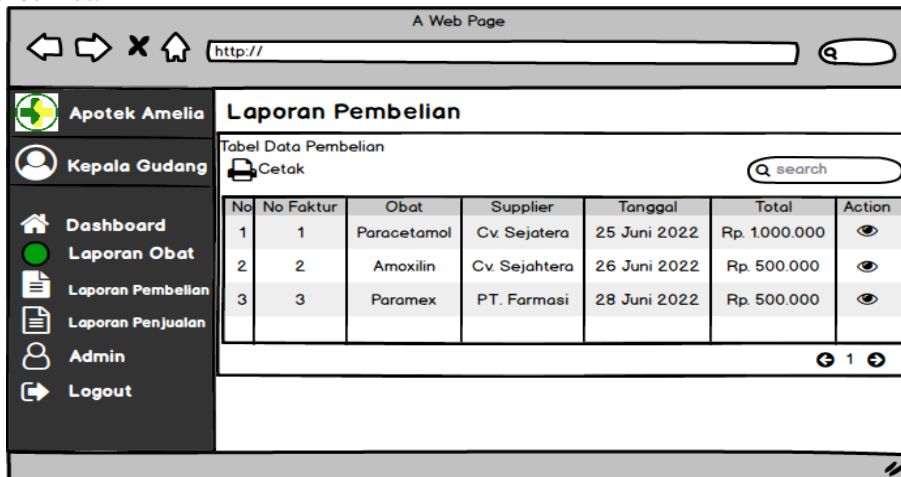 A Web Page
http://
Apotek Amelia
Kepala Gudang
Dashboard
Laporan Obat
Laporan Pembelian
Laporan Penjualan
Admin
Logout
Laporan Pembelian
Tabel Data Pembelian
Cetak
search
No No Faktur Obat Supplier Tanggal Total Action
1 1 Paracetamol Cv. Sejatera 25 Juni 2022 Rp. 1.000.000
2 2 Amoxilin Cv. Sejahtera 26 Juni 2022 Rp. 500.000
3 3 Paramex PT. Farmasi 28 Juni 2022 Rp. 500.000
1